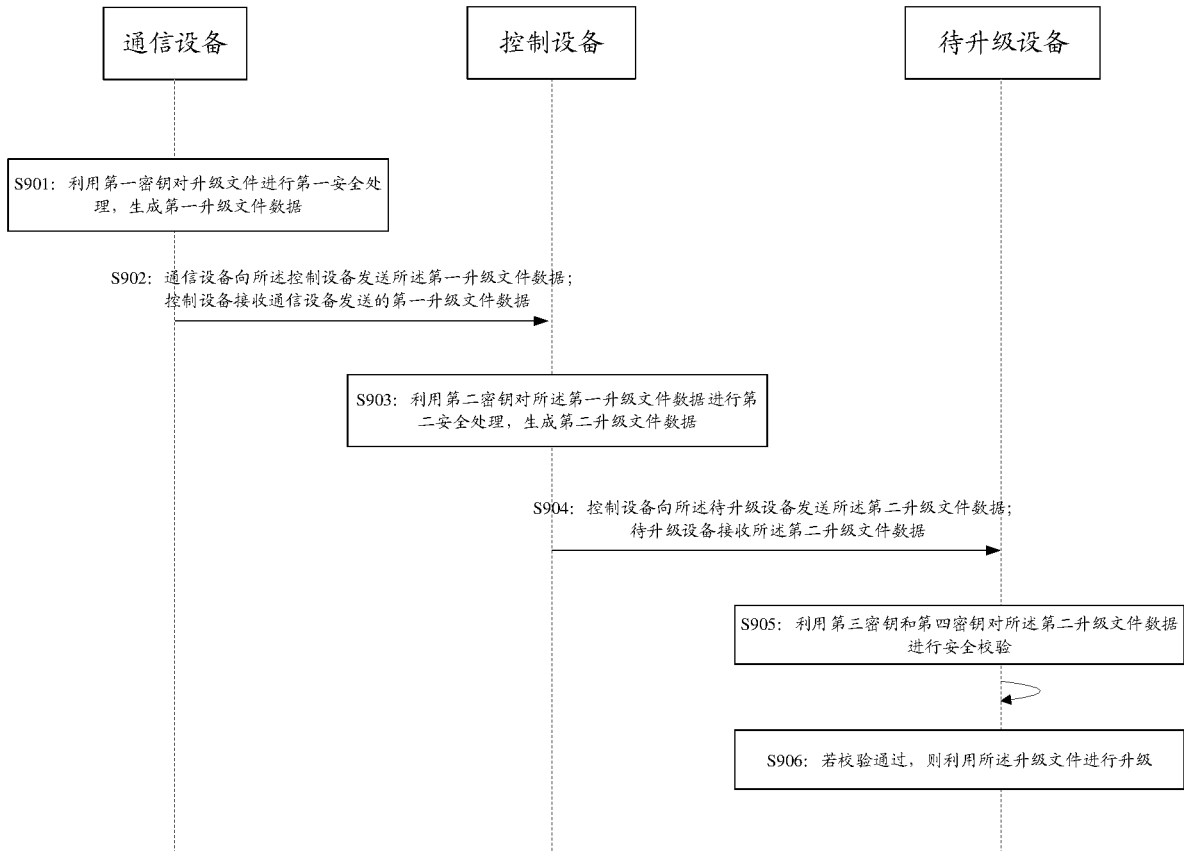 通信设备
控制设备
待升级设备
S901：利用第一密钥对升级文件进行第一安全处
理，生成第一升级文件数据
S902：通信设备向所述控制设备发送所述第一升级文件数据；
控制设备接收通信设备发送的第一升级文件数据
S903：利用第二密钥对所述第一升级文件数据进行第
二安全处理，生成第二升级文件数据
S904：控制设备向所述待升级设备发送所述第二升级文件数据；
待升级设备接收所述第二升级文件数据
S905：利用第三密钥和第四密钥对所述第二升级文件数据
进行安全校验
S906：若校验通过，则利用所述升级文件进行升级